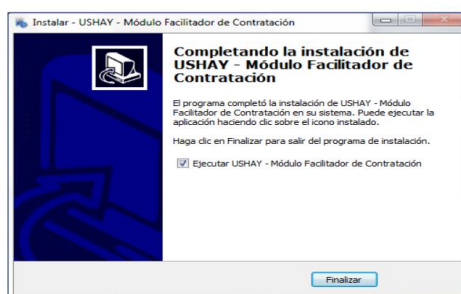 Instalar - USHAY - Módulo Facilitador de Contratación
Completando la instalación de
USHAY - Módulo Facilitador de
Contratación
El programa completó la instalación de USHAY - Módulo
Facilitador de Contratación en su sistema. Puede ejecutar la
aplicación haciendo clic sobre el icono instalado.
Haga clic en Finalizar para salir del programa de instalación.
Ejecutar USHAY - Módulo Facilitador de Contratación
Finalizar